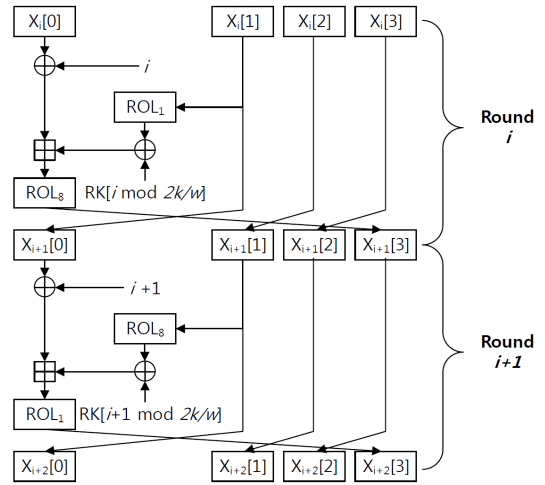 Xᵢ[0] Xᵢ[1] Xᵢ[2] Xᵢ[3]
i
ROL₁
Round
i
ROL₈ RK[i mod 2k/w]
Xᵢ₊₁[0] Xᵢ₊₁[1] Xᵢ₊₁[2] Xᵢ₊₁[3]
i +1
ROL₈
Round
i+1
ROL₁ RK[i+1 mod 2k/w]
Xᵢ₊₂[0] Xᵢ₊₂[1] Xᵢ₊₂[2] Xᵢ₊₂[3]